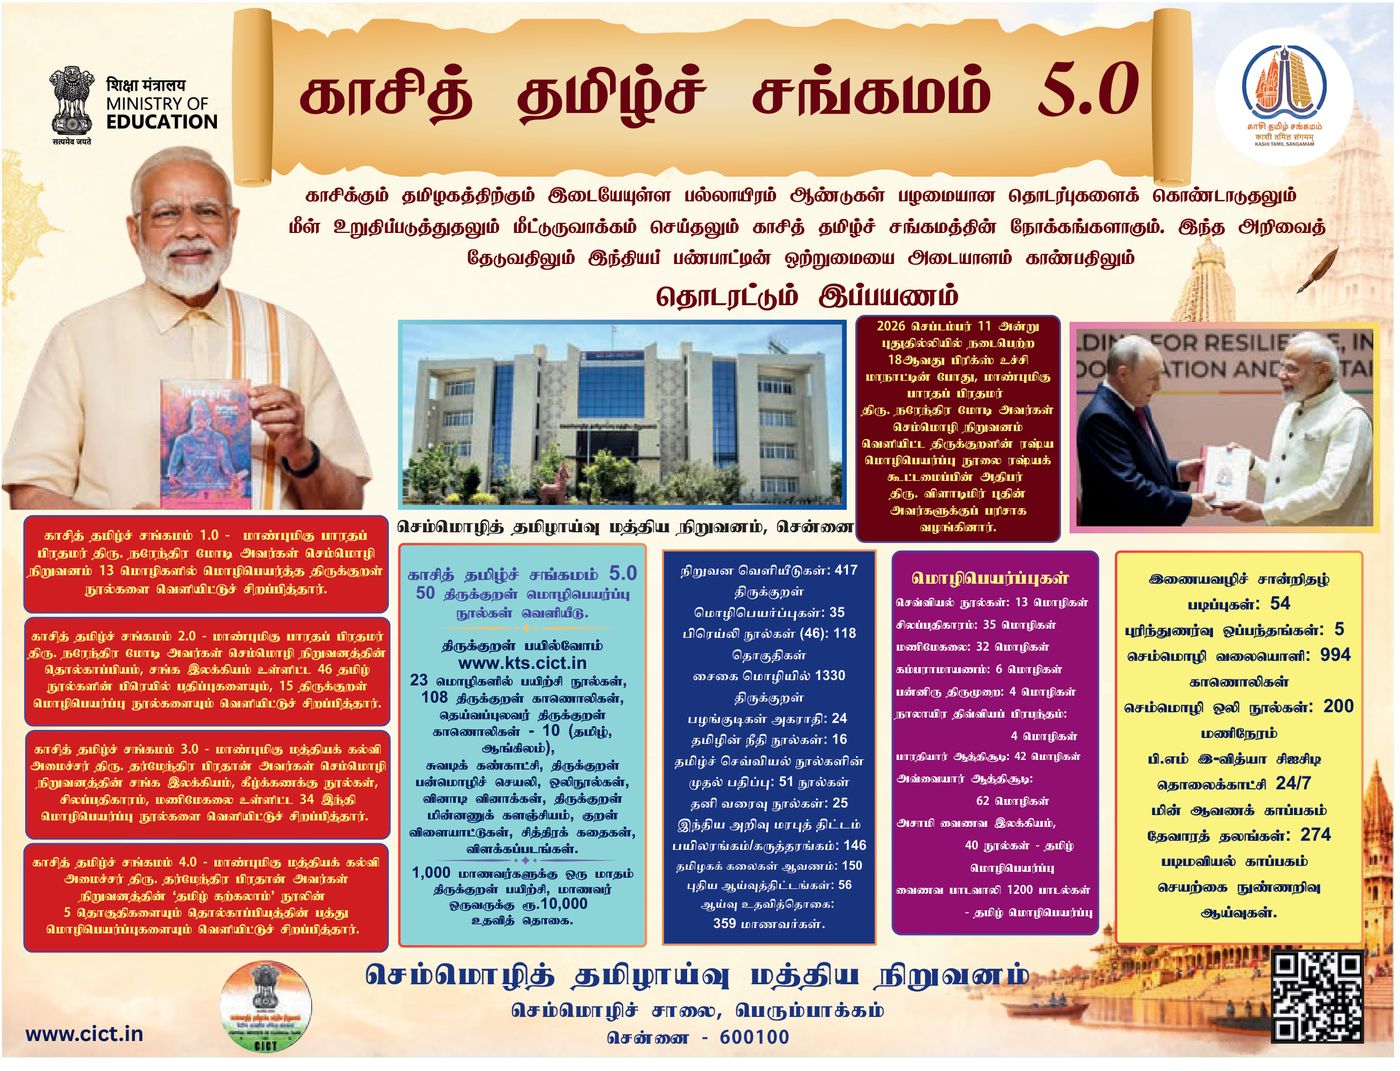 शिक्षा मंत्रालय
MINISTRY OF
EDUCATION
सत्यमेव जयते
காசித் தமிழ்ச் சங்கமம் 5.0
காசி தமிழ் சங்கமம்
काशी तमिल संगमम्
KASHI TAMIL SANGAMAM
காசிக்கும் தமிழகத்திற்கும் இடையேயுள்ள பல்லாயிரம் ஆண்டுகள் பழமையான தொடர்புகளைக் கொண்டாடுதலும்
மீள் உறுதிப்படுத்துதலும் மீட்டுருவாக்கம் செய்தலும் காசித் தமிழ்ச் சங்கமத்தின் நோக்கங்களாகும். இந்த அறிவைத்
தேடுவதிலும் இந்தியப் பண்பாட்டின் ஒற்றுமையை அடையாளம் காண்பதிலும்
தொடரட்டும் இப்பயணம்
2026 செப்டம்பர் 11 அன்று
புதுதில்லியில் நடைபெற்ற
18ஆவது பிரிக்ஸ் உச்சி
மாநாட்டின் போது, மாண்புமிகு
பாரதப் பிரதமர்
திரு. நரேந்திர மோடி அவர்கள்
செம்மொழி நிறுவனம்
வெளியிட்ட திருக்குறளின் ரஷ்ய
மொழிபெயர்ப்பு நூலை ரஷ்யக்
கூட்டமைப்பின் அதிபர்
திரு. விளாடிமிர் புதின்
அவர்களுக்குப் பரிசாக
வழங்கினார்.
LDING FOR RESILIENCE, IN
செம்மொழித் தமிழாய்வு மத்திய நிறுவனம், சென்னை
காசித் தமிழ்ச் சங்கமம் 1.0 - மாண்புமிகு பாரதப்
பிரதமர் திரு. நரேந்திர மோடி அவர்கள் செம்மொழி
நிறுவனம் 13 மொழிகளில் மொழிபெயர்த்த திருக்குறள்
நூல்களை வெளியிட்டுச் சிறப்பித்தார்.
காசித் தமிழ்ச் சங்கமம் 2.0 - மாண்புமிகு பாரதப் பிரதமர்
திரு. நரேந்திர மோடி அவர்கள் செம்மொழி நிறுவனத்தின்
தொல்காப்பியம், சங்க இலக்கியம் உள்ளிட்ட 46 தமிழ்
நூல்களின் பிரெயில் பதிப்புகளையும், 15 திருக்குறள்
மொழிபெயர்ப்பு நூல்களையும் வெளியிட்டுச் சிறப்பித்தார்.
காசித் தமிழ்ச் சங்கமம் 3.0 - மாண்புமிகு மத்தியக் கல்வி
அமைச்சர் திரு. தர்மேந்திர பிரதான் அவர்கள் செம்மொழி
நிறுவனத்தின் சங்க இலக்கியம், கீழ்க்கணக்கு நூல்கள்,
சிலப்பதிகாரம், மணிமேகலை உள்ளிட்ட 34 இந்தி
மொழிபெயர்ப்பு நூல்களை வெளியிட்டுச் சிறப்பித்தார்.
காசித் தமிழ்ச் சங்கமம் 4.0 - மாண்புமிகு மத்தியக் கல்வி
அமைச்சர் திரு. தர்மேந்திர பிரதான் அவர்கள்
நிறுவனத்தின் ‘தமிழ் கற்கலாம்’ நூலின்
5 தொகுதிகளையும் தொல்காப்பியத்தின் பத்து
மொழிபெயர்ப்புகளையும் வெளியிட்டுச் சிறப்பித்தார்.
காசித் தமிழ்ச் சங்கமம் 5.0
50 திருக்குறள் மொழிபெயர்ப்பு
நூல்கள் வெளியீடு.
திருக்குறள் பயில்வோம்
www.kts.cict.in
23 மொழிகளில் பயிற்சி நூல்கள்,
108 திருக்குறள் காணொலிகள்,
தெய்வப்புலவர் திருக்குறள்
காணொலிகள் - 10 (தமிழ்,
ஆங்கிலம்),
சுவடிக் கண்காட்சி, திருக்குறள்
பன்மொழிச் செயலி, ஒலிநூல்கள்,
வினாடி வினாக்கள், திருக்குறள்
மின்னணுக் களஞ்சியம், குறள்
விளையாட்டுகள், சித்திரக் கதைகள்,
விளக்கப்படங்கள்.
1,000 மாணவர்களுக்கு ஒரு மாதம்
திருக்குறள் பயிற்சி, மாணவர்
ஒருவருக்கு ரூ.10,000
உதவித் தொகை.
நிறுவன வெளியீடுகள்: 417
திருக்குறள்
மொழிபெயர்ப்புகள்: 35
பிரெய்லி நூல்கள் (46): 118
தொகுதிகள்
சைகை மொழியில் 1330
திருக்குறள்
பழங்குடிகள் அகராதி: 24
தமிழின் நீதி நூல்கள்: 16
தமிழ்ச் செவ்வியல் நூல்களின்
முதல் பதிப்பு: 51 நூல்கள்
தனி வரைவு நூல்கள்: 25
இந்திய அறிவு மரபுத் திட்டம்
பயிலரங்கம்/கருத்தரங்கம்: 146
தமிழகக் கலைகள் ஆவணம்: 150
புதிய ஆய்வுத்திட்டங்கள்: 56
ஆய்வு உதவித்தொகை:
359 மாணவர்கள்.
மொழிபெயர்ப்புகள்
செவ்வியல் நூல்கள்: 13 மொழிகள்
சிலப்பதிகாரம்: 35 மொழிகள்
மணிமேகலை: 32 மொழிகள்
கம்பராமாயணம்: 6 மொழிகள்
பன்னிரு திருமுறை: 4 மொழிகள்
நாலாயிர திவ்வியப் பிரபந்தம்:
4 மொழிகள்
பாரதியார் ஆத்திசூடி: 42 மொழிகள்
அவ்வையார் ஆத்திசூடி:
62 மொழிகள்
அசாமி வைணவ இலக்கியம்,
40 நூல்கள் - தமிழ்
மொழிபெயர்ப்பு
வைணவ பாடவாலி 1200 பாடல்கள்
- தமிழ் மொழிபெயர்ப்பு
இணையவழிச் சான்றிதழ்
படிப்புகள்: 54
புரிந்துணர்வு ஒப்பந்தங்கள்: 5
செம்மொழி வலையொளி: 994
காணொலிகள்
செம்மொழி ஒலி நூல்கள்: 200
மணிநேரம்
பி.எம் இ-வித்யா சிஐசிடி
தொலைக்காட்சி 24/7
மின் ஆவணக் காப்பகம்
தேவாரத் தலங்கள்: 274
படிமவியல் காப்பகம்
செயற்கை நுண்ணறிவு
ஆய்வுகள்.
செம்மொழித் தமிழாய்வு மத்திய நிறுவனம்
செம்மொழிச் சாலை, பெரும்பாக்கம்
சென்னை - 600100
www.cict.in
CICT